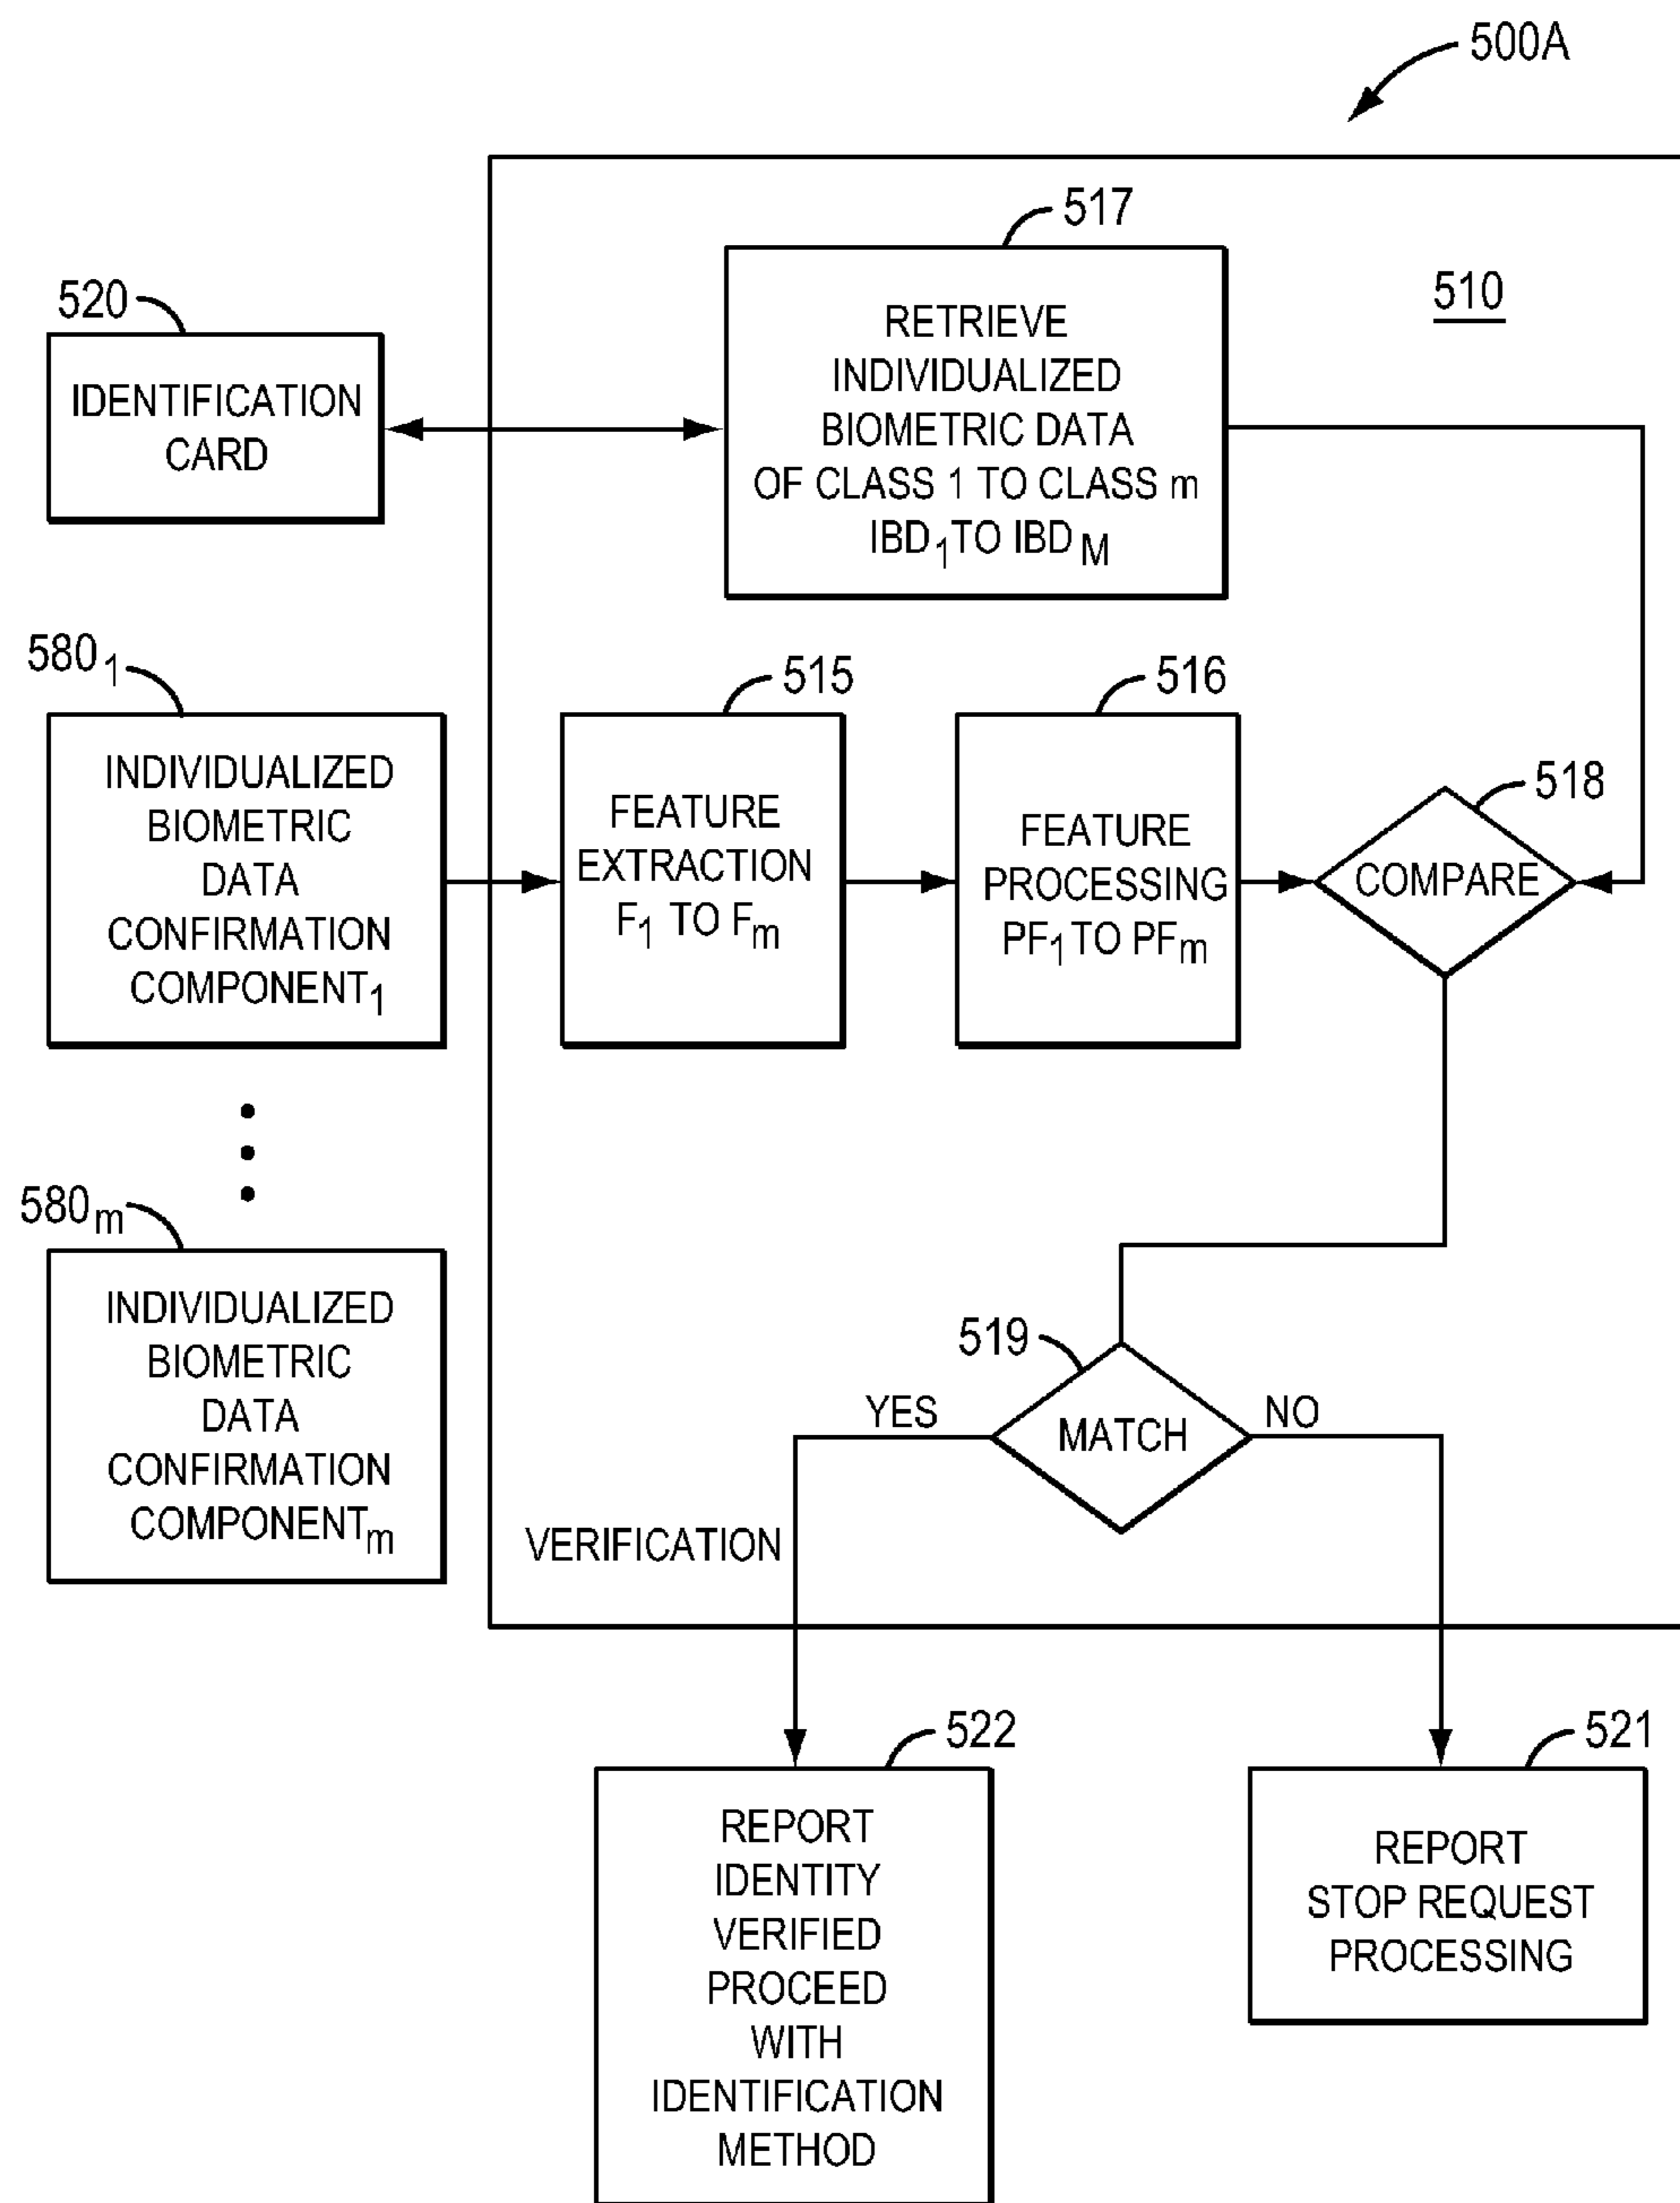 500A
517
510
520
RETRIEVE
INDIVIDUALIZED
BIOMETRIC DATA
OF CLASS 1 TO CLASS m
IBD₁ TO IBD_M
IDENTIFICATION
CARD
580₁
515
516
INDIVIDUALIZED
BIOMETRIC
DATA
CONFIRMATION
COMPONENT₁
FEATURE
EXTRACTION
F₁ TO Fₘ
FEATURE
PROCESSING
PF₁ TO PFₘ
518
COMPARE
580ₘ
INDIVIDUALIZED
BIOMETRIC
DATA
CONFIRMATION
COMPONENTₘ
519
YES
MATCH
NO
VERIFICATION
522
521
REPORT
IDENTITY
VERIFIED
PROCEED
WITH
IDENTIFICATION
METHOD
REPORT
STOP REQUEST
PROCESSING